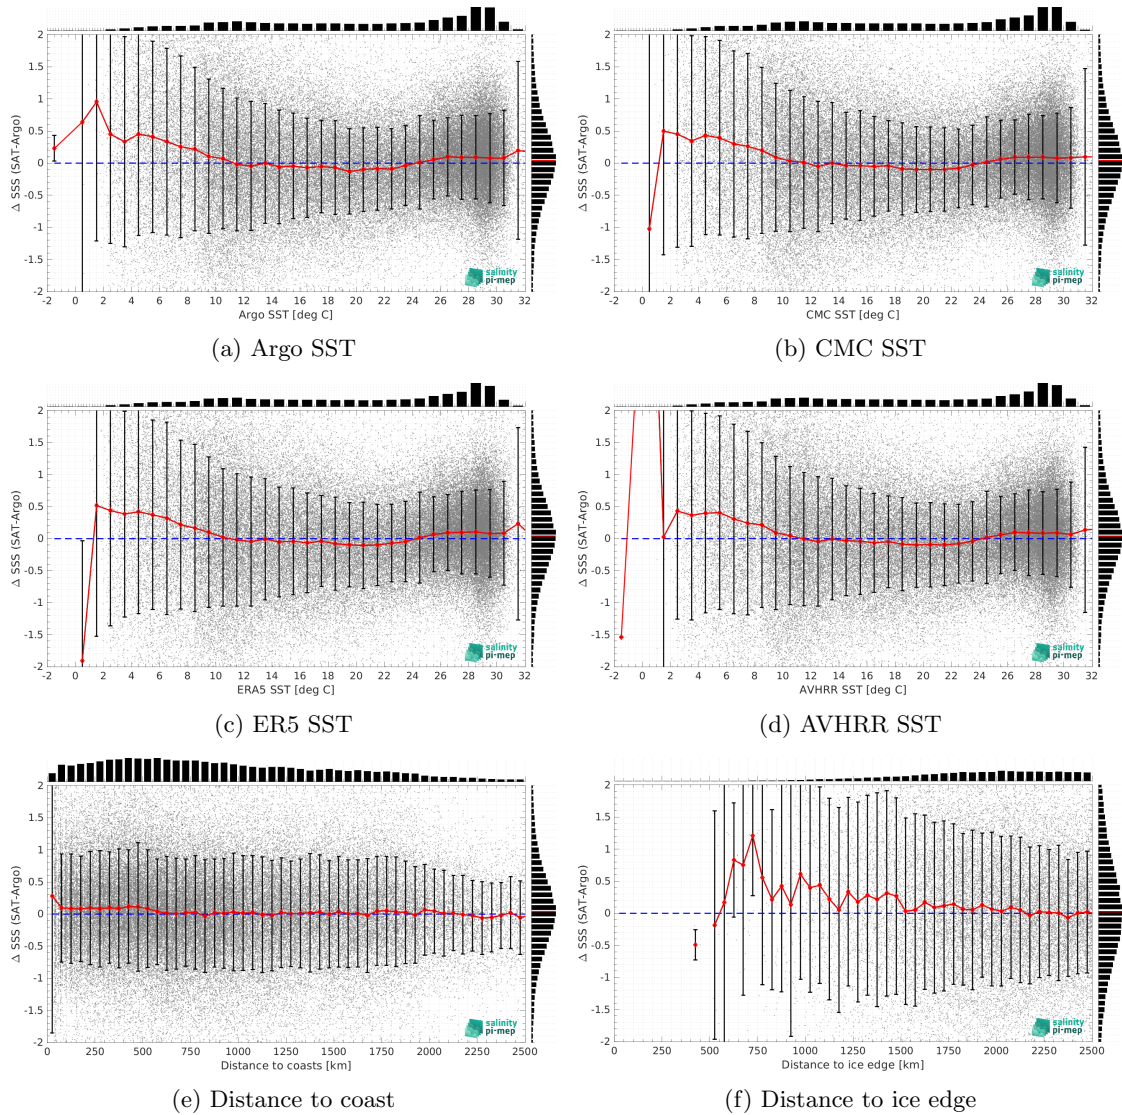 2
1.5
1
0.5
0
-0.5
-1
-1.5
-2
Δ SSS (SAT-Argo)
-2 0 2 4 6 8 10 12 14 16 18 20 22 24 26 28 30 32
Argo SST [deg C]
salinity
pi-mep
(a) Argo SST
2
1.5
1
0.5
0
-0.5
-1
-1.5
-2
Δ SSS (SAT-Argo)
-2 0 2 4 6 8 10 12 14 16 18 20 22 24 26 28 30 32
CMC SST [deg C]
salinity
pi-mep
(b) CMC SST
2
1.5
1
0.5
0
-0.5
-1
-1.5
-2
Δ SSS (SAT-Argo)
-2 0 2 4 6 8 10 12 14 16 18 20 22 24 26 28 30 32
ERA5 SST [deg C]
salinity
pi-mep
(c) ER5 SST
2
1.5
1
0.5
0
-0.5
-1
-1.5
-2
Δ SSS (SAT-Argo)
-2 0 2 4 6 8 10 12 14 16 18 20 22 24 26 28 30 32
AVHRR SST [deg C]
salinity
pi-mep
(d) AVHRR SST
2
1.5
1
0.5
0
-0.5
-1
-1.5
-2
Δ SSS (SAT-Argo)
0 250 500 750 1000 1250 1500 1750 2000 2250 2500
Distance to coasts [km]
salinity
pi-mep
(e) Distance to coast
2
1.5
1
0.5
0
-0.5
-1
-1.5
-2
Δ SSS (SAT-Argo)
0 250 500 750 1000 1250 1500 1750 2000 2250 2500
Distance to ice edge [km]
salinity
pi-mep
(f) Distance to ice edge